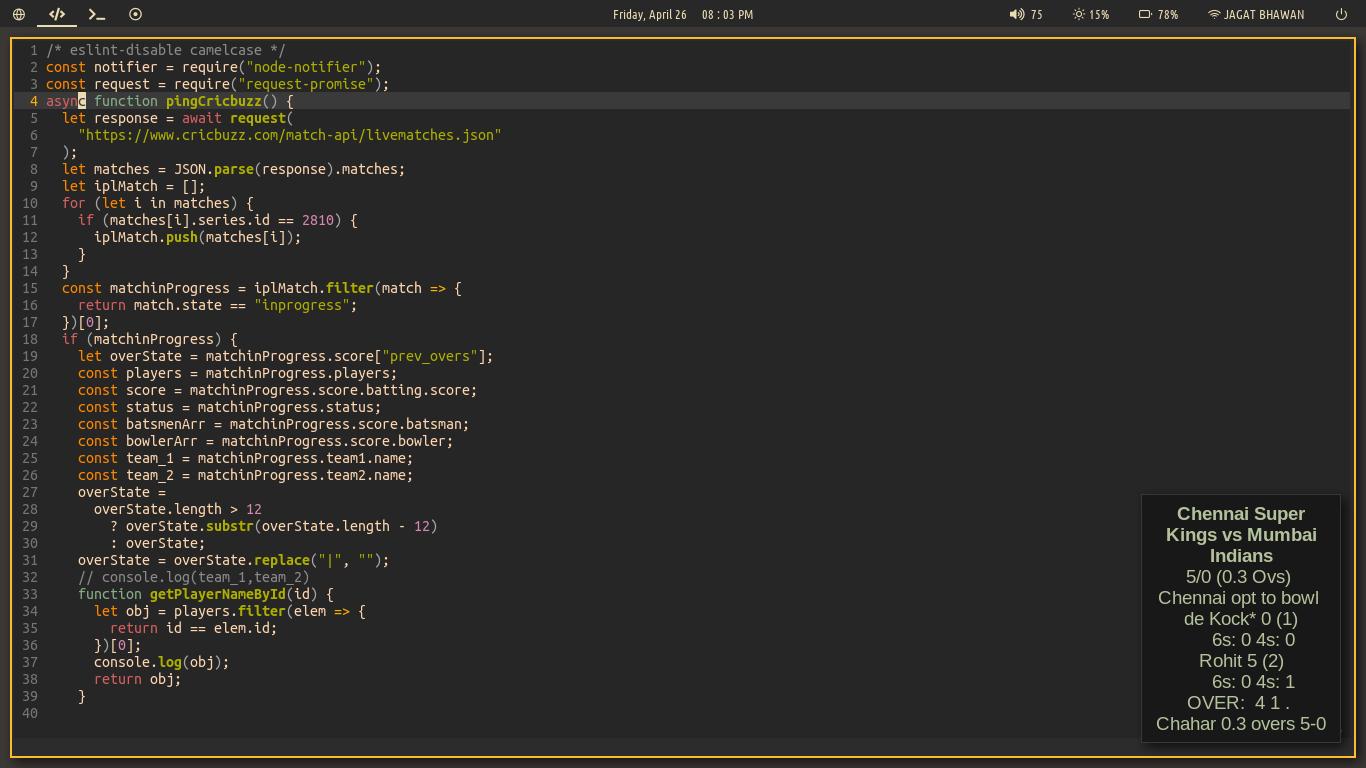 Friday, April 26 08 : 03 PM 75 15% 78% JAGAT BHAWAN
1 /* eslint-disable camelcase */
2 const notifier = require("node-notifier");
3 const request = require("request-promise");
4 async function pingCricbuzz() {
5   let response = await request(
6     "https://www.cricbuzz.com/match-api/livematches.json"
7   );
8   let matches = JSON.parse(response).matches;
9   let iplMatch = [];
10   for (let i in matches) {
11     if (matches[i].series.id == 2810) {
12       iplMatch.push(matches[i]);
13     }
14   }
15   const matchinProgress = iplMatch.filter(match => {
16     return match.state == "inprogress";
17   })[0];
18   if (matchinProgress) {
19     let overState = matchinProgress.score["prev_overs"];
20     const players = matchinProgress.players;
21     const score = matchinProgress.score.batting.score;
22     const status = matchinProgress.status;
23     const batsmenArr = matchinProgress.score.batsman;
24     const bowlerArr = matchinProgress.score.bowler;
25     const team_1 = matchinProgress.team1.name;
26     const team_2 = matchinProgress.team2.name;
27     overState =
28       overState.length > 12
29         ? overState.substr(overState.length - 12)
30         : overState;
31     overState = overState.replace("|", "");
32     // console.log(team_1,team_2)
33     function getPlayerNameById(id) {
34       let obj = players.filter(elem => {
35         return id == elem.id;
36       })[0];
37       console.log(obj);
38       return obj;
39     }
40
Chennai Super
Kings vs Mumbai
Indians
5/0 (0.3 Ovs)
Chennai opt to bowl
de Kock* 0 (1)
6s: 0 4s: 0
Rohit 5 (2)
6s: 0 4s: 1
OVER:  4 1 .
Chahar 0.3 overs 5-0